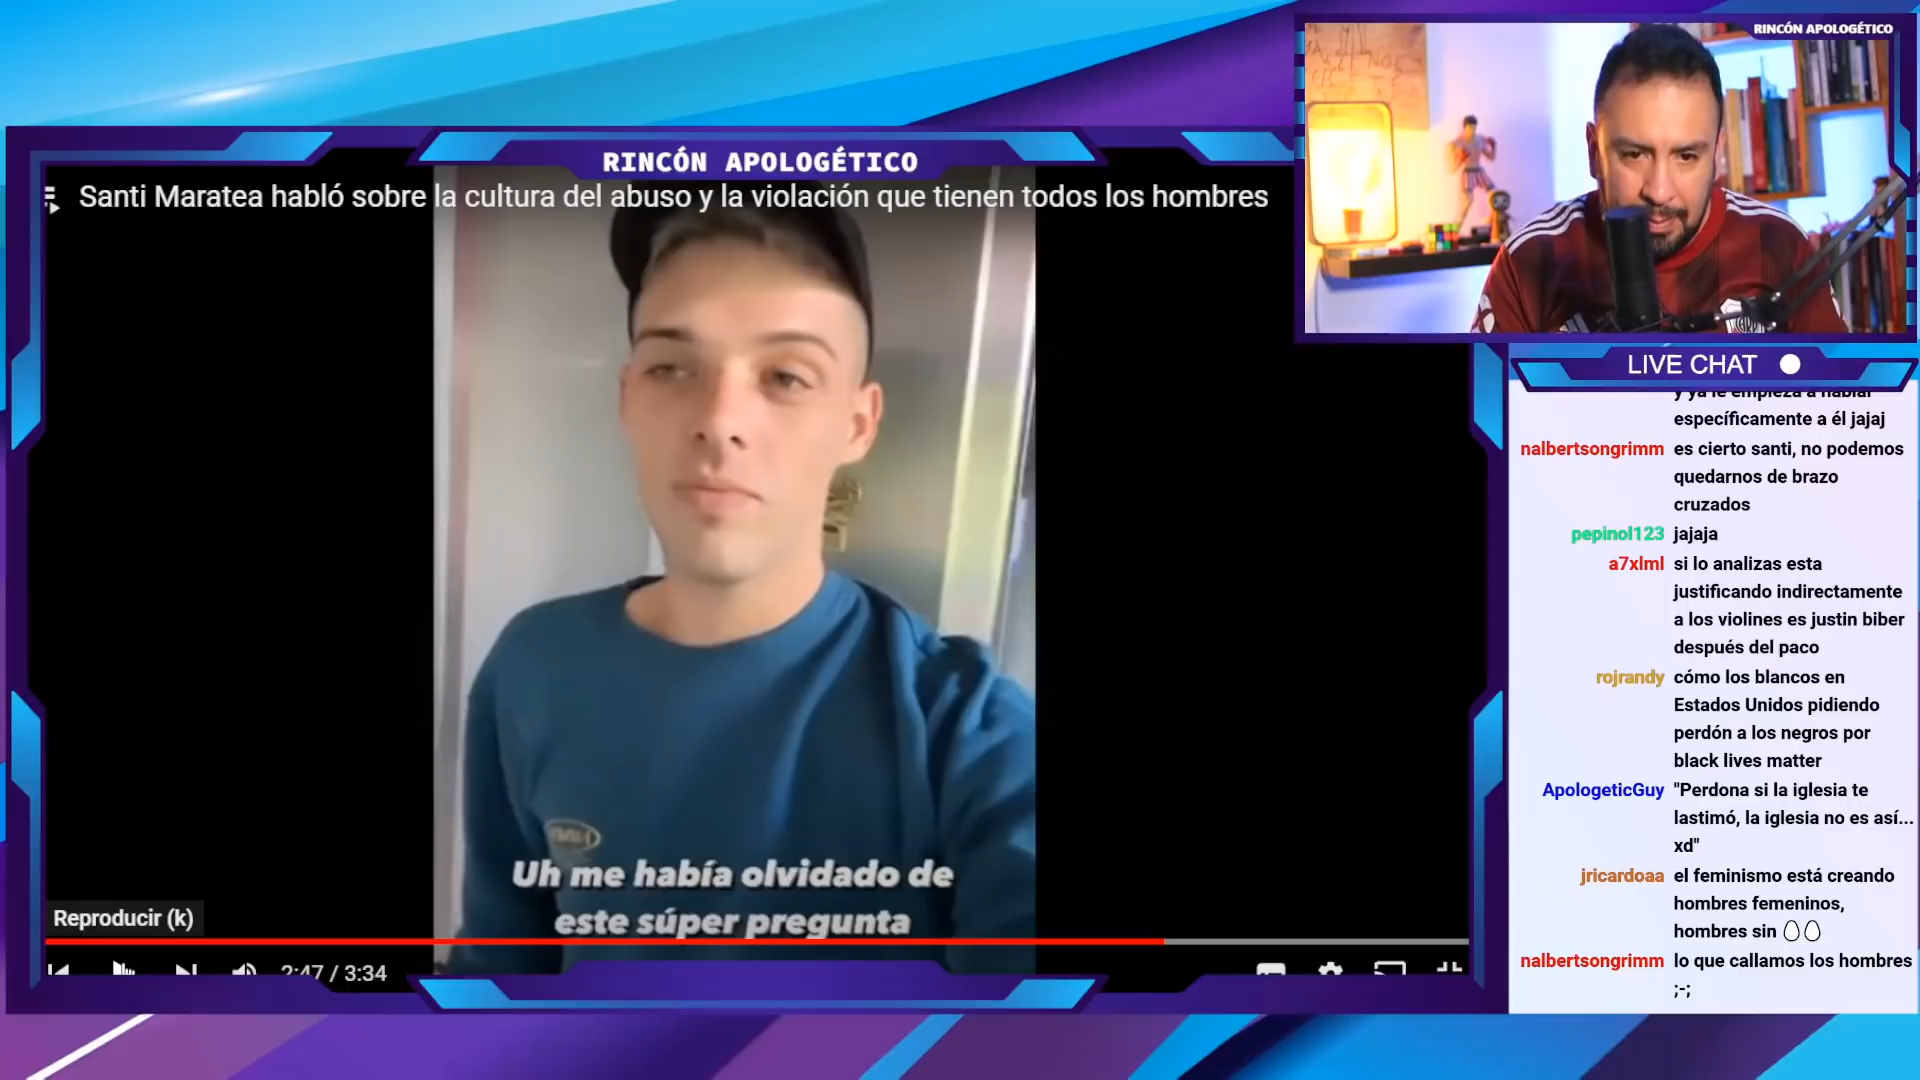 RINCÓN APOLOGÉTICO
RINCÓN APOLOGÉTICO
Santi Maratea habló sobre la cultura del abuso y la violación que tienen todos los hombres
Uh me había olvidado de
este súper pregunta
Reproducir (k)
2:47 / 3:34
LIVE CHAT
y ya le empieza a hablar
específicamente a él jajaj
nalbertsongrimm es cierto santi, no podemos
quedarnos de brazo
cruzados
pepinol123 jajaja
a7xlml si lo analizas esta
justificando indirectamente
a los violines es justin biber
después del paco
rojrandy cómo los blancos en
Estados Unidos pidiendo
perdón a los negros por
black lives matter
ApologeticGuy "Perdona si la iglesia te
lastimó, la iglesia no es así...
xd"
jricardoaa el feminismo está creando
hombres femeninos,
hombres sin 🥚🥚
nalbertsongrimm lo que callamos los hombres
;-;